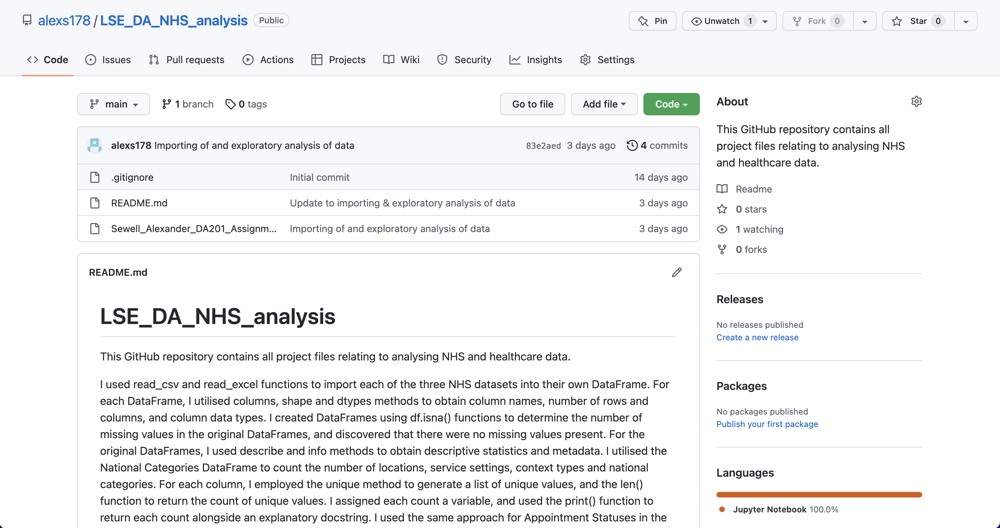 alexs178 / LSE_DA_NHS_analysis Public
Pin
Unwatch 1
Fork 0
Star 0
Code
Issues
Pull requests
Actions
Projects
Wiki
Security
Insights
Settings
main
1 branch
0 tags
Go to file
Add file
Code
alexs178 Importing of and exploratory analysis of data 83e2aed 3 days ago 4 commits
.gitignore Initial commit 14 days ago
README.md Update to importing & exploratory analysis of data 3 days ago
Sewell_Alexander_DA201_Assignm... Importing of and exploratory analysis of data 3 days ago
README.md
LSE_DA_NHS_analysis
This GitHub repository contains all project files relating to analysing NHS and healthcare data.
I used read_csv and read_excel functions to import each of the three NHS datasets into their own DataFrame. For
each DataFrame, I utilised columns, shape and dtypes methods to obtain column names, number of rows and
columns, and column data types. I created DataFrames using df.isna() functions to determine the number of
missing values in the original DataFrames, and discovered that there were no missing values present. For the
original DataFrames, I used describe and info methods to obtain descriptive statistics and metadata. I utilised the
National Categories DataFrame to count the number of locations, service settings, context types and national
categories. For each column, I employed the unique method to generate a list of unique values, and the len()
function to return the count of unique values. I assigned each count a variable, and used the print() function to
return each count alongside an explanatory docstring. I used the same approach for Appointment Statuses in the
About
This GitHub repository contains all
project files relating to analysing NHS
and healthcare data.
Readme
0 stars
1 watching
0 forks
Releases
No releases published
Create a new release
Packages
No packages published
Publish your first package
Languages
Jupyter Notebook 100.0%